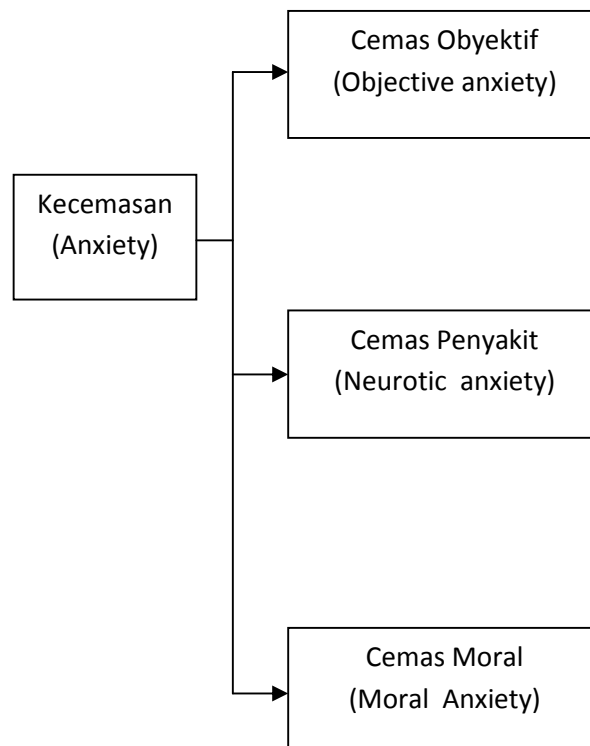 Cemas Obyektif
(Objective anxiety)
Kecemasan
(Anxiety)
Cemas Penyakit
(Neurotic anxiety)
Cemas Moral
(Moral Anxiety)